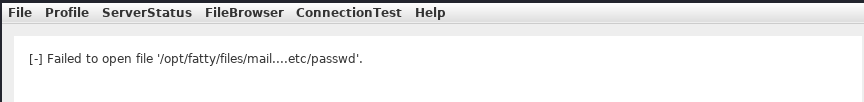 File Profile ServerStatus FileBrowser ConnectionTest Help
[-] Failed to open file '/opt/fatty/files/mail....etc/passwd'.